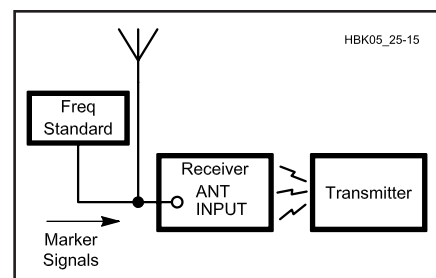 HBK05_25-15
Freq
Standard
Receiver
ANT
INPUT
Transmitter
Marker
Signals